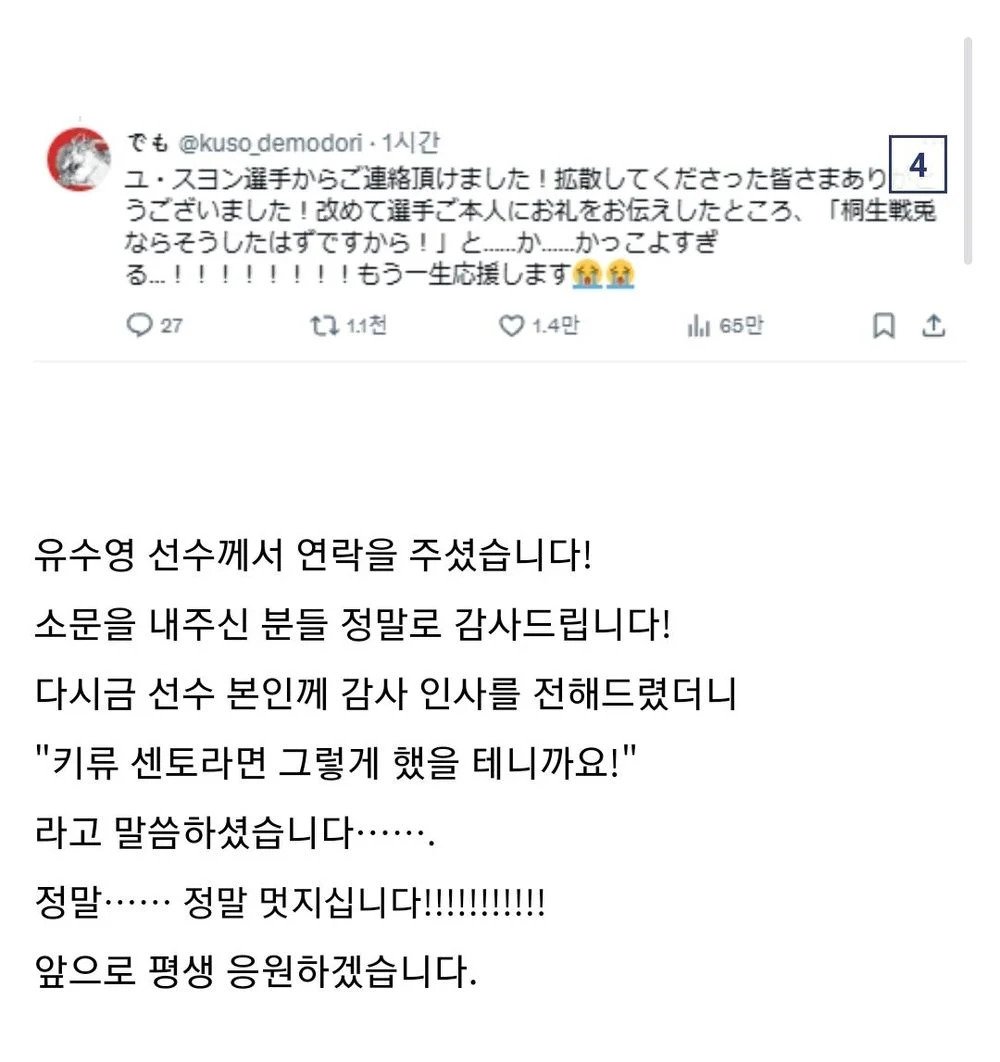 でも @kuso_demodori · 1시간
4
ユ・スヨン選手からご連絡頂けました！拡散してくださった皆さまあり
うございました！改めて選手ご本人にお礼をお伝えしたところ、「桐生戦兎
ならそうしたはずですから！」と……か……かっこよすぎ
る…！！！！！！！！もう一生応援します😭😭
27 1.1천 1.4만 65만
유수영 선수께서 연락을 주셨습니다!
소문을 내주신 분들 정말로 감사드립니다!
다시금 선수 본인께 감사 인사를 전해드렸더니
"키류 센토라면 그렇게 했을 테니까요!"
라고 말씀하셨습니다…….
정말…… 정말 멋지십니다!!!!!!!!!!!
앞으로 평생 응원하겠습니다.